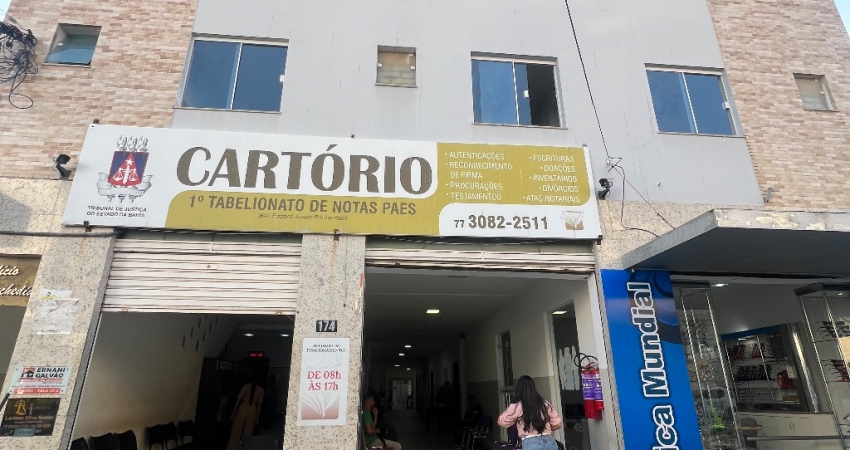 CARTÓRIO
1º TABELIONATO DE NOTAS PAES
TRIBUNAL DE JUSTIÇA
DO ESTADO DA BAHIA
• AUTENTICAÇÕES
• RECONHECIMENTO
DE FIRMA
• PROCURAÇÕES
• TESTAMENTOS
• ESCRITURAS
• DOAÇÕES
• INVENTÁRIOS
• DIVÓRCIOS
• ATAS NOTARIAIS
77 3082-2511
174
FUNCIONAMENTO
DE 08h
ÀS 17h
ERNANI
GALVÃO
Mundial